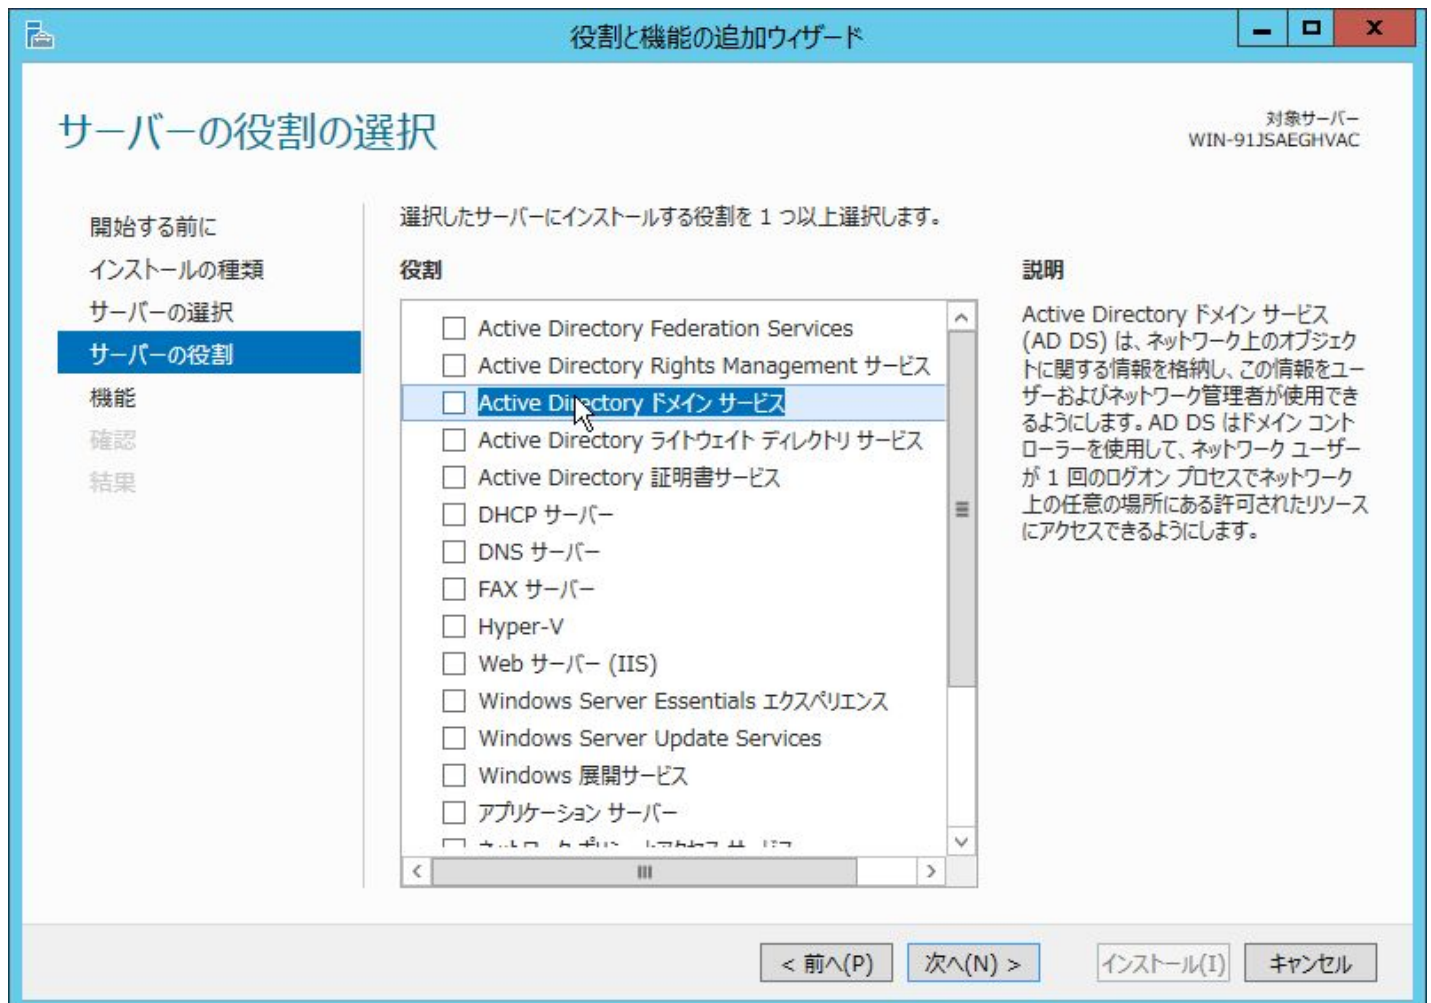 役割と機能の追加ウィザード
サーバーの役割の選択
対象サーバー
WIN-91JSAEGHVAC
開始する前に
インストールの種類
サーバーの選択
サーバーの役割
機能
確認
結果
選択したサーバーにインストールする役割を 1 つ以上選択します。
役割
Active Directory Federation Services
Active Directory Rights Management サービス
Active Directory ドメイン サービス
Active Directory ライトウェイト ディレクトリ サービス
Active Directory 証明書サービス
DHCP サーバー
DNS サーバー
FAX サーバー
Hyper-V
Web サーバー (IIS)
Windows Server Essentials エクスペリエンス
Windows Server Update Services
Windows 展開サービス
アプリケーション サーバー
説明
Active Directory ドメイン サービス
(AD DS) は、ネットワーク上のオブジェク
トに関する情報を格納し、この情報をユー
ザーおよびネットワーク管理者が使用でき
るようにします。AD DS はドメイン コント
ローラーを使用して、ネットワーク ユーザー
が 1 回のログオン プロセスでネットワーク
上の任意の場所にある許可されたリソース
にアクセスできるようにします。
< 前へ(P)
次へ(N) >
インストール(I)
キャンセル